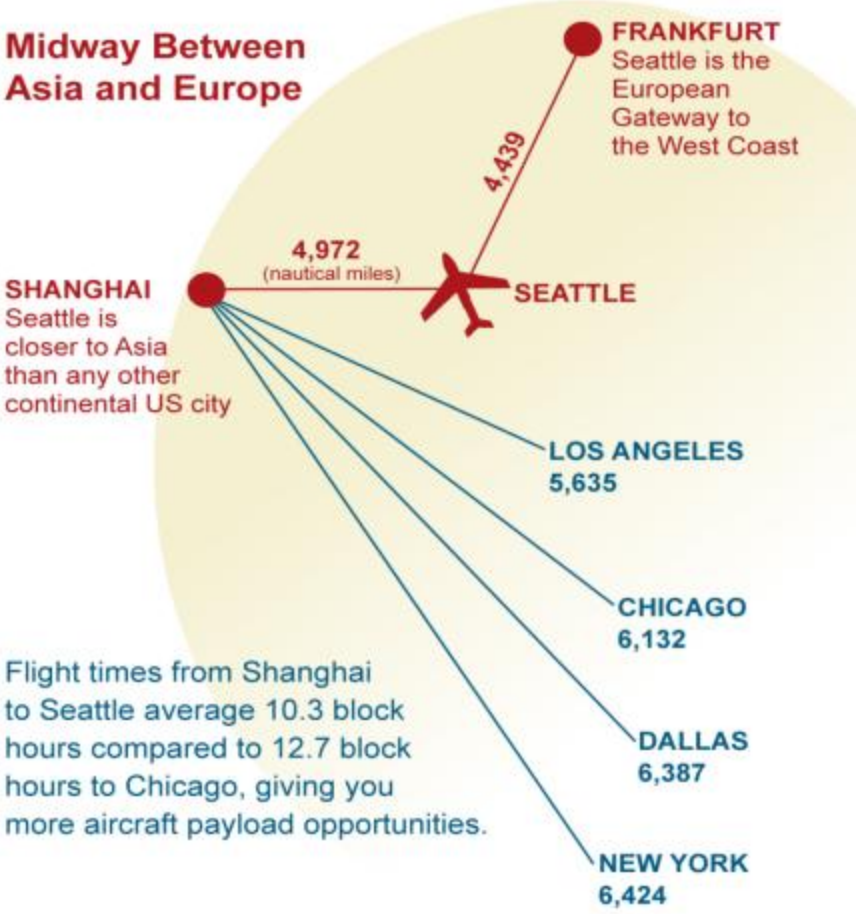 Midway Between
Asia and Europe
FRANKFURT
Seattle is the
European
Gateway to
the West Coast
4,439
4,972
(nautical miles)
SHANGHAI
Seattle is
closer to Asia
than any other
continental US city
SEATTLE
LOS ANGELES
5,635
CHICAGO
6,132
DALLAS
6,387
NEW YORK
6,424
Flight times from Shanghai
to Seattle average 10.3 block
hours compared to 12.7 block
hours to Chicago, giving you
more aircraft payload opportunities.